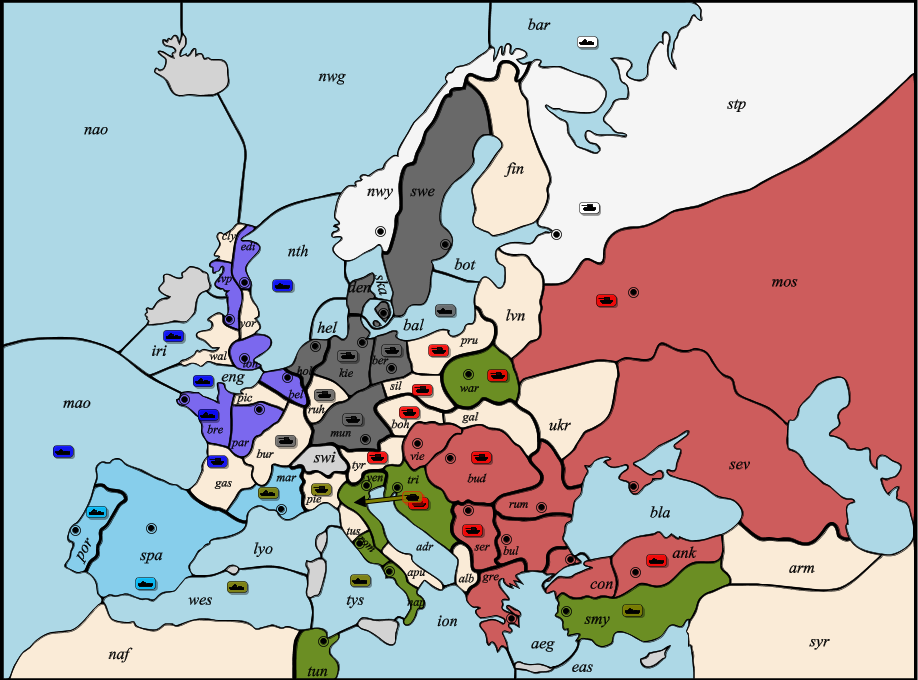 bar
nwg
stp
nao
fin
nwy
swe
cly
edi
nth
bot
den
ska
mos
lvp
lvn
yor
hel
bal
iri
wal
lon
pru
eng
hol
kie
ber
war
mao
pic
bel
ruh
sil
bre
par
mun
boh
gal
ukr
bur
swi
tyr
vie
bud
sev
gas
mar
pie
ven
tri
rum
por
spa
lyo
tus
rom
adr
ser
bul
bla
ank
arm
apu
alb
gre
con
wes
tys
nap
ion
smy
aeg
syr
naf
tun
eas